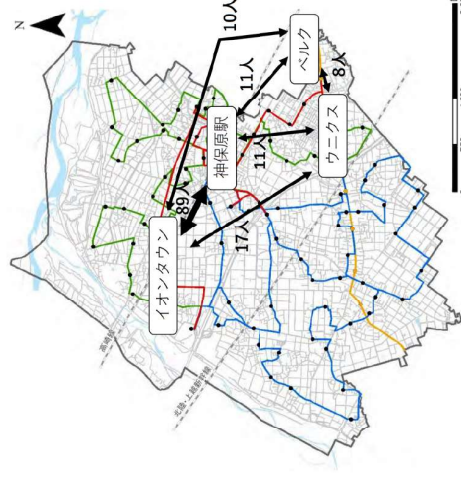 N
10人
ベルク
11人
8人
神保原駅
11人
ウニクス
89人
イオンタウン
17人
高崎線
北陸・上越新幹線